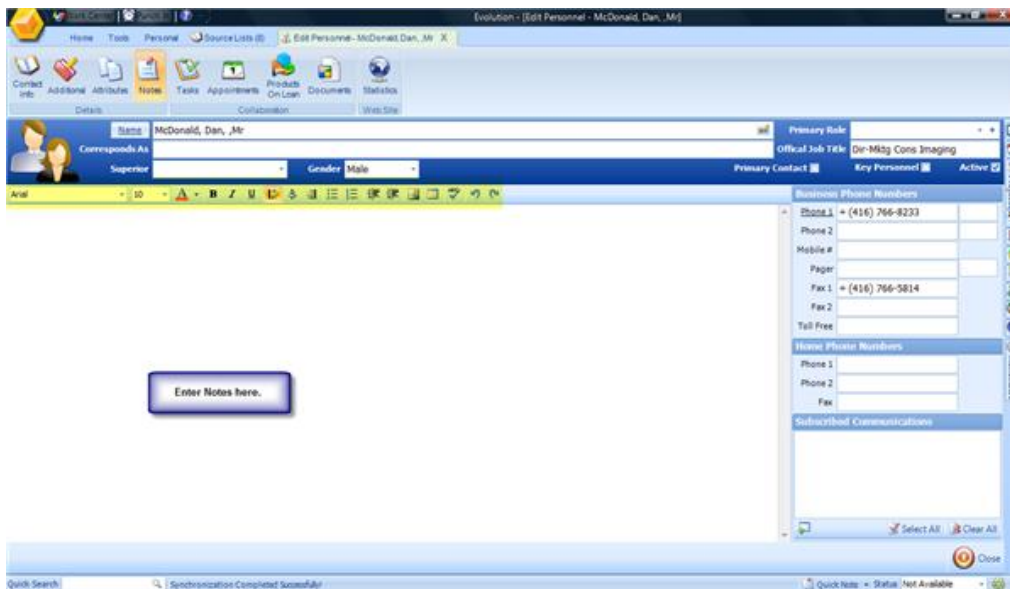 Evolution - [Edit Personnel - McDonald, Dan, ,Mr]
Home Tools Personal Source Lists (8) Edit Personnel - McDonald, Dan, ,Mr X
Contact Info Additional Attributes Notes Tasks Appointments Products On Loan Documents Statistics
Details Collaboration Web Site
Name McDonald, Dan, ,Mr Primary Role
Corresponds As Offical Job Title Dir-Mktg Cons Imaging
Superior Gender Male Primary Contact Key Personnel Active
Arial 10 A B I U
Business Phone Numbers
Phone 1 + (416) 766-8233
Phone 2
Mobile #
Pager
Fax 1 + (416) 766-5814
Fax 2
Toll Free
Home Phone Numbers
Phone 1
Phone 2
Enter Notes here.
Fax
Subscribed Communications
Select All Clear All
Close
Quick Search Synchronization Completed Successfully! Quick Note Status Not Available